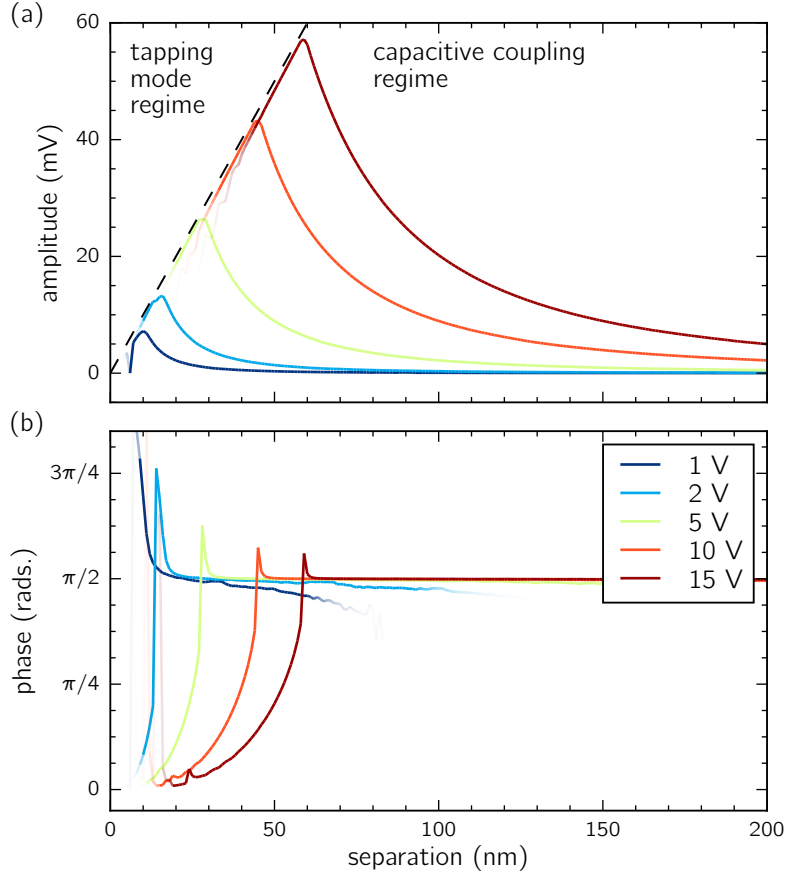 (a)
60
40
20
0
amplitude (mV)
tapping
mode
regime
capacitive coupling
regime
(b)
3π/4
π/2
π/4
0
phase (rads.)
1 V
2 V
5 V
10 V
15 V
0 50 100 150 200
separation (nm)